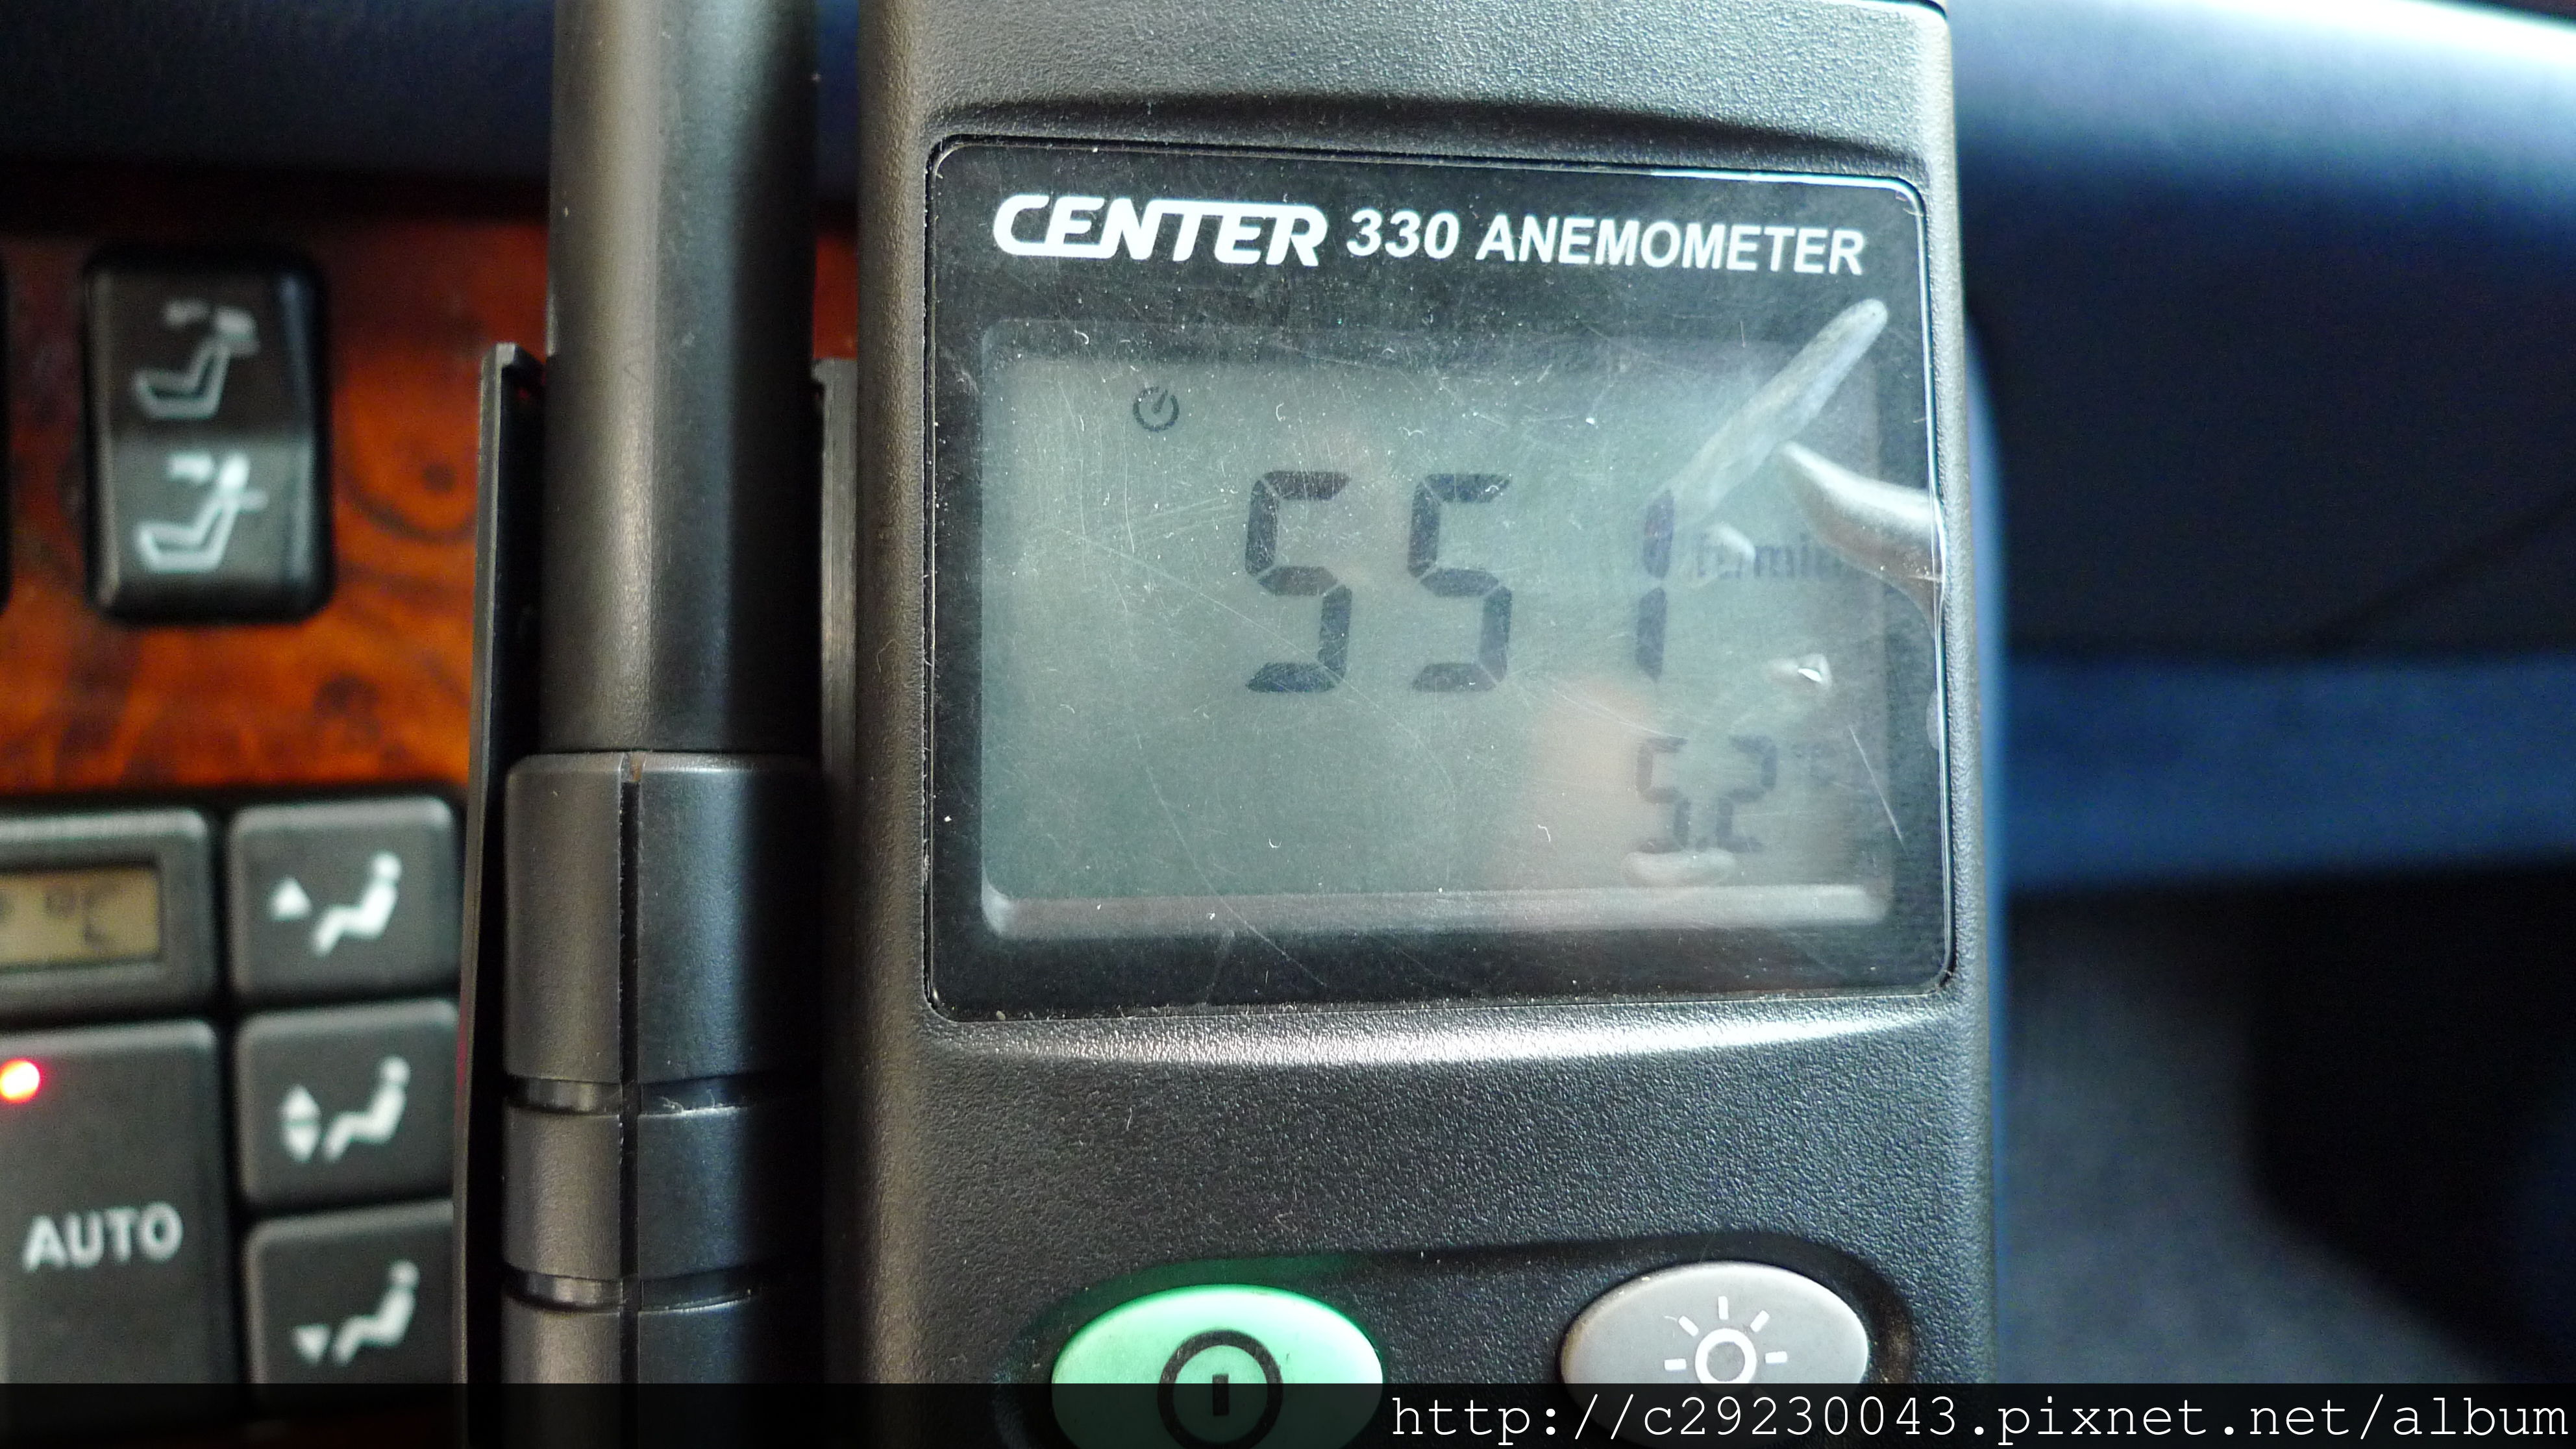 CENTER 330 ANEMOMETER
551
5.2 °C
°C
AUTO
http://c29230043.pixnet.net/album